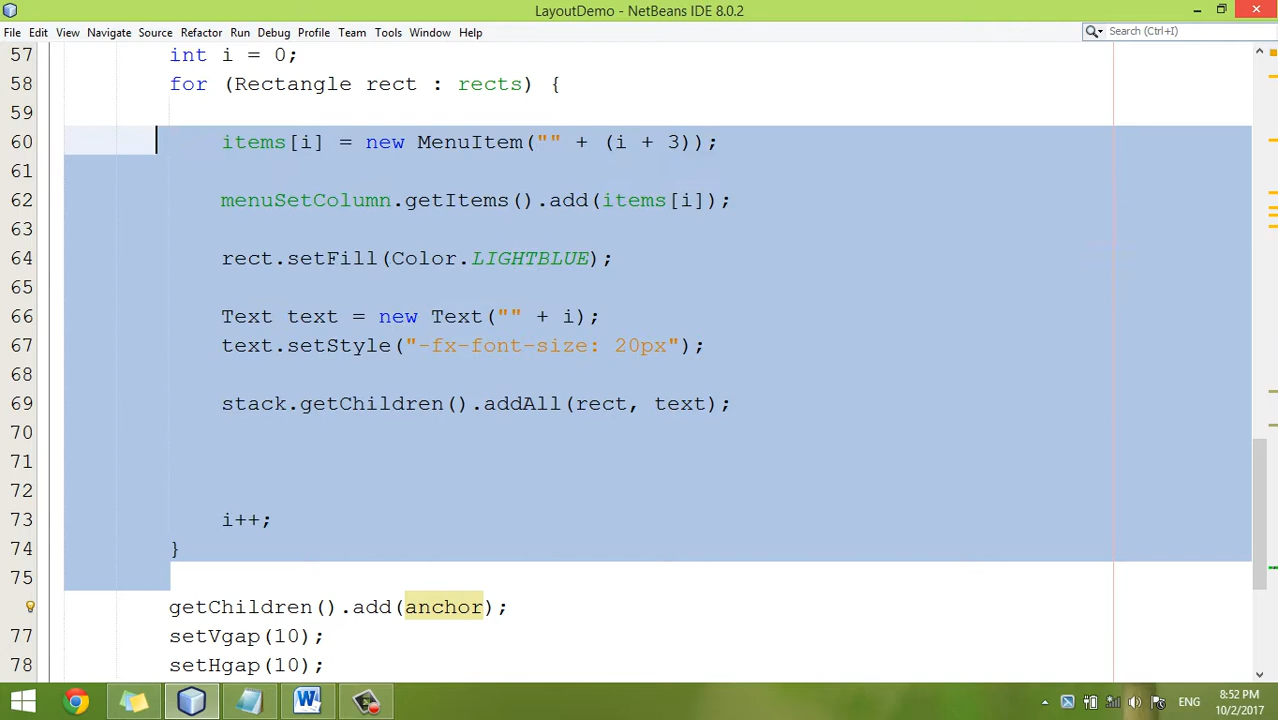 LayoutDemo - NetBeans IDE 8.0.2
File Edit View Navigate Source Refactor Run Debug Profile Team Tools Window Help
Search (Ctrl+I)
57 int i = 0;
58 for (Rectangle rect : rects) {
59
60 items[i] = new MenuItem("" + (i + 3));
61
62 menuSetColumn.getItems().add(items[i]);
63
64 rect.setFill(Color.LIGHTBLUE);
65
66 Text text = new Text("" + i);
67 text.setStyle("-fx-font-size: 20px");
68
69 stack.getChildren().addAll(rect, text);
70
71
72
73 i++;
74 }
75
getChildren().add(anchor);
77 setVgap(10);
78 setHgap(10);
ENG
8:52 PM
10/2/2017